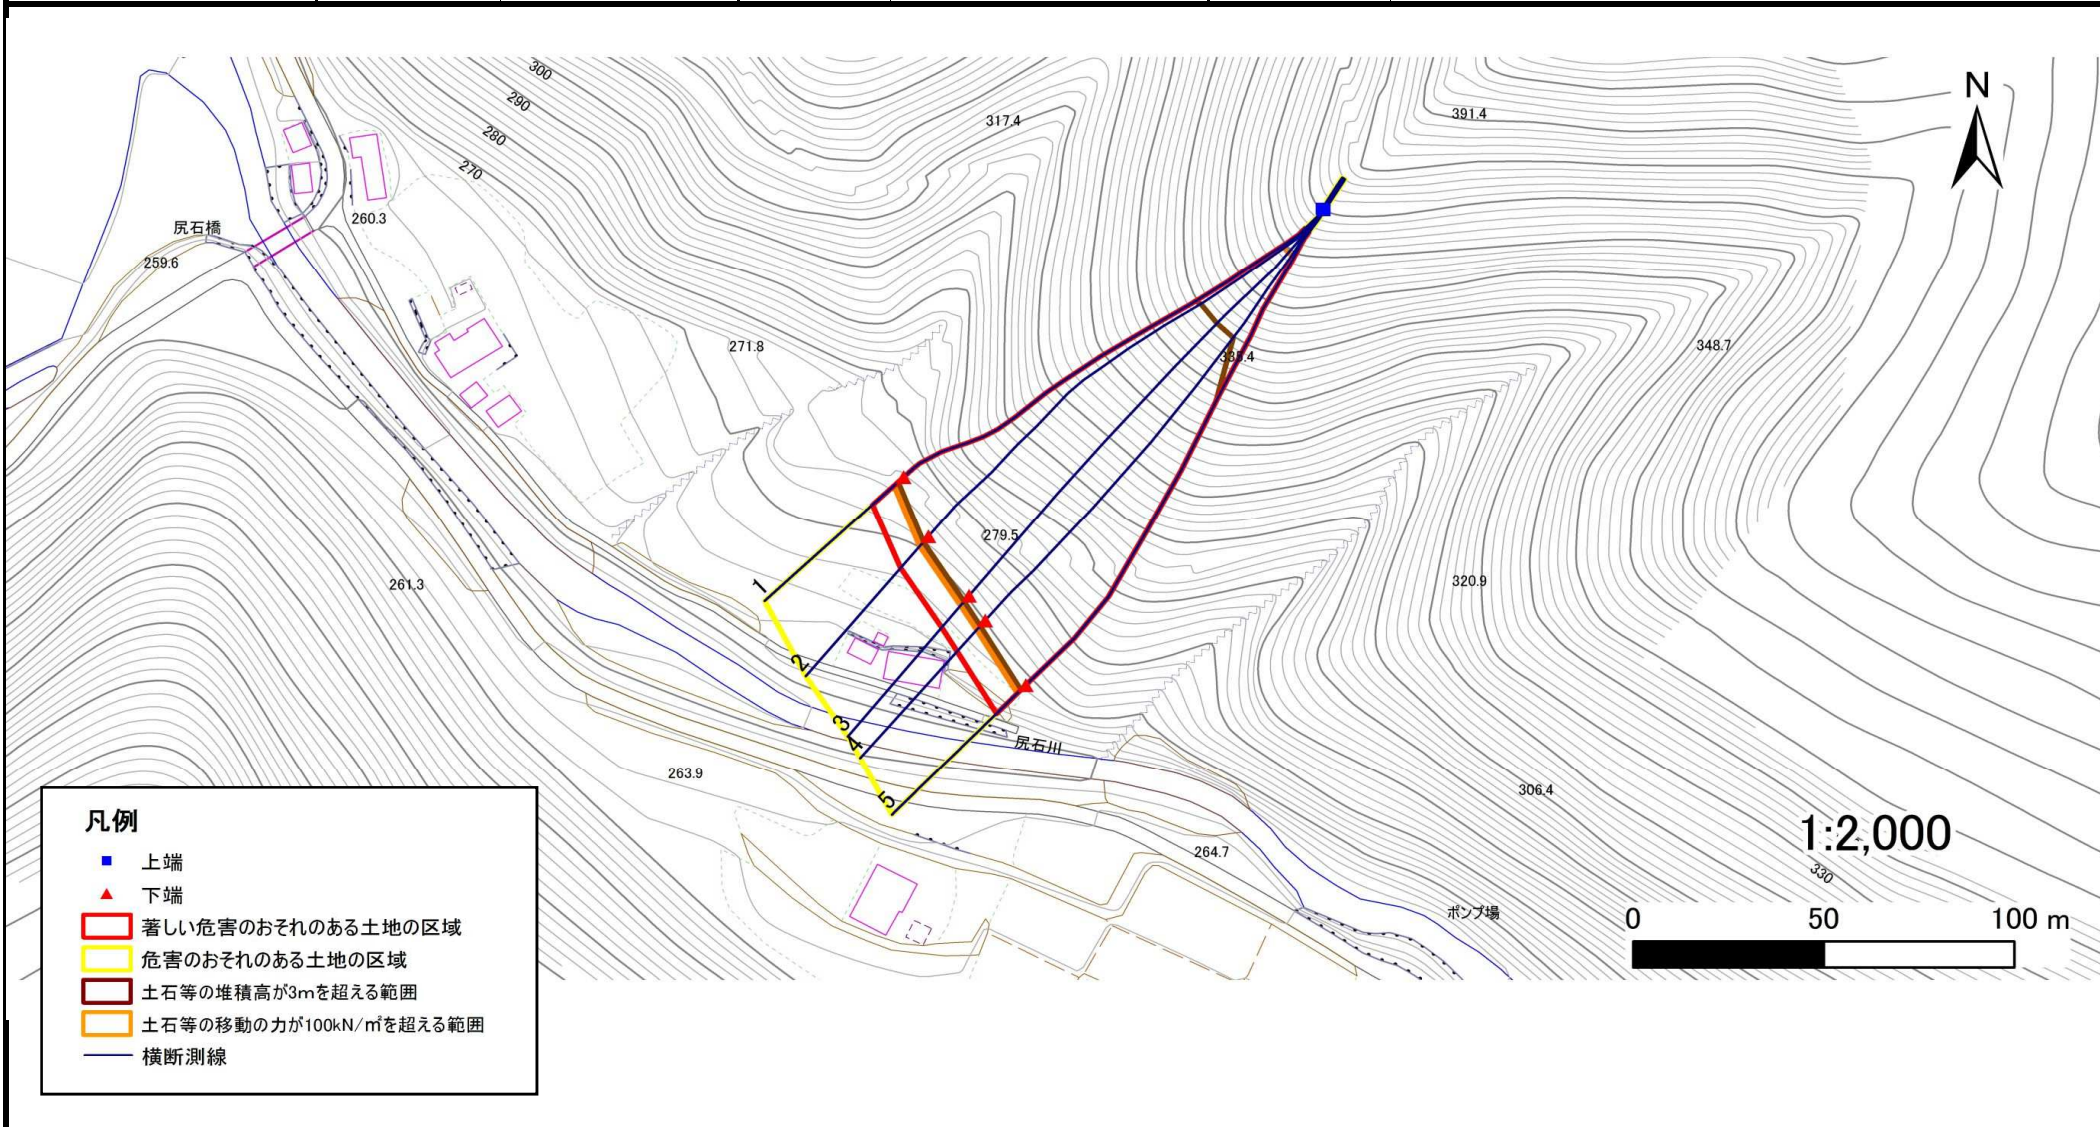 300
290
280
270
317.4
391.4
N
260.3
尻石橋
259.6
271.8
335.4
348.7
279.5
261.3
320.9
1
2
3
4
5
尻石川
263.9
306.4
264.7
330
ポンプ場
1:2,000
0 50 100 m
凡例
上端
下端
著しい危害のおそれのある土地の区域
危害のおそれのある土地の区域
土石等の堆積高が3mを超える範囲
土石等の移動の力が100kN/㎡を超える範囲
横断測線